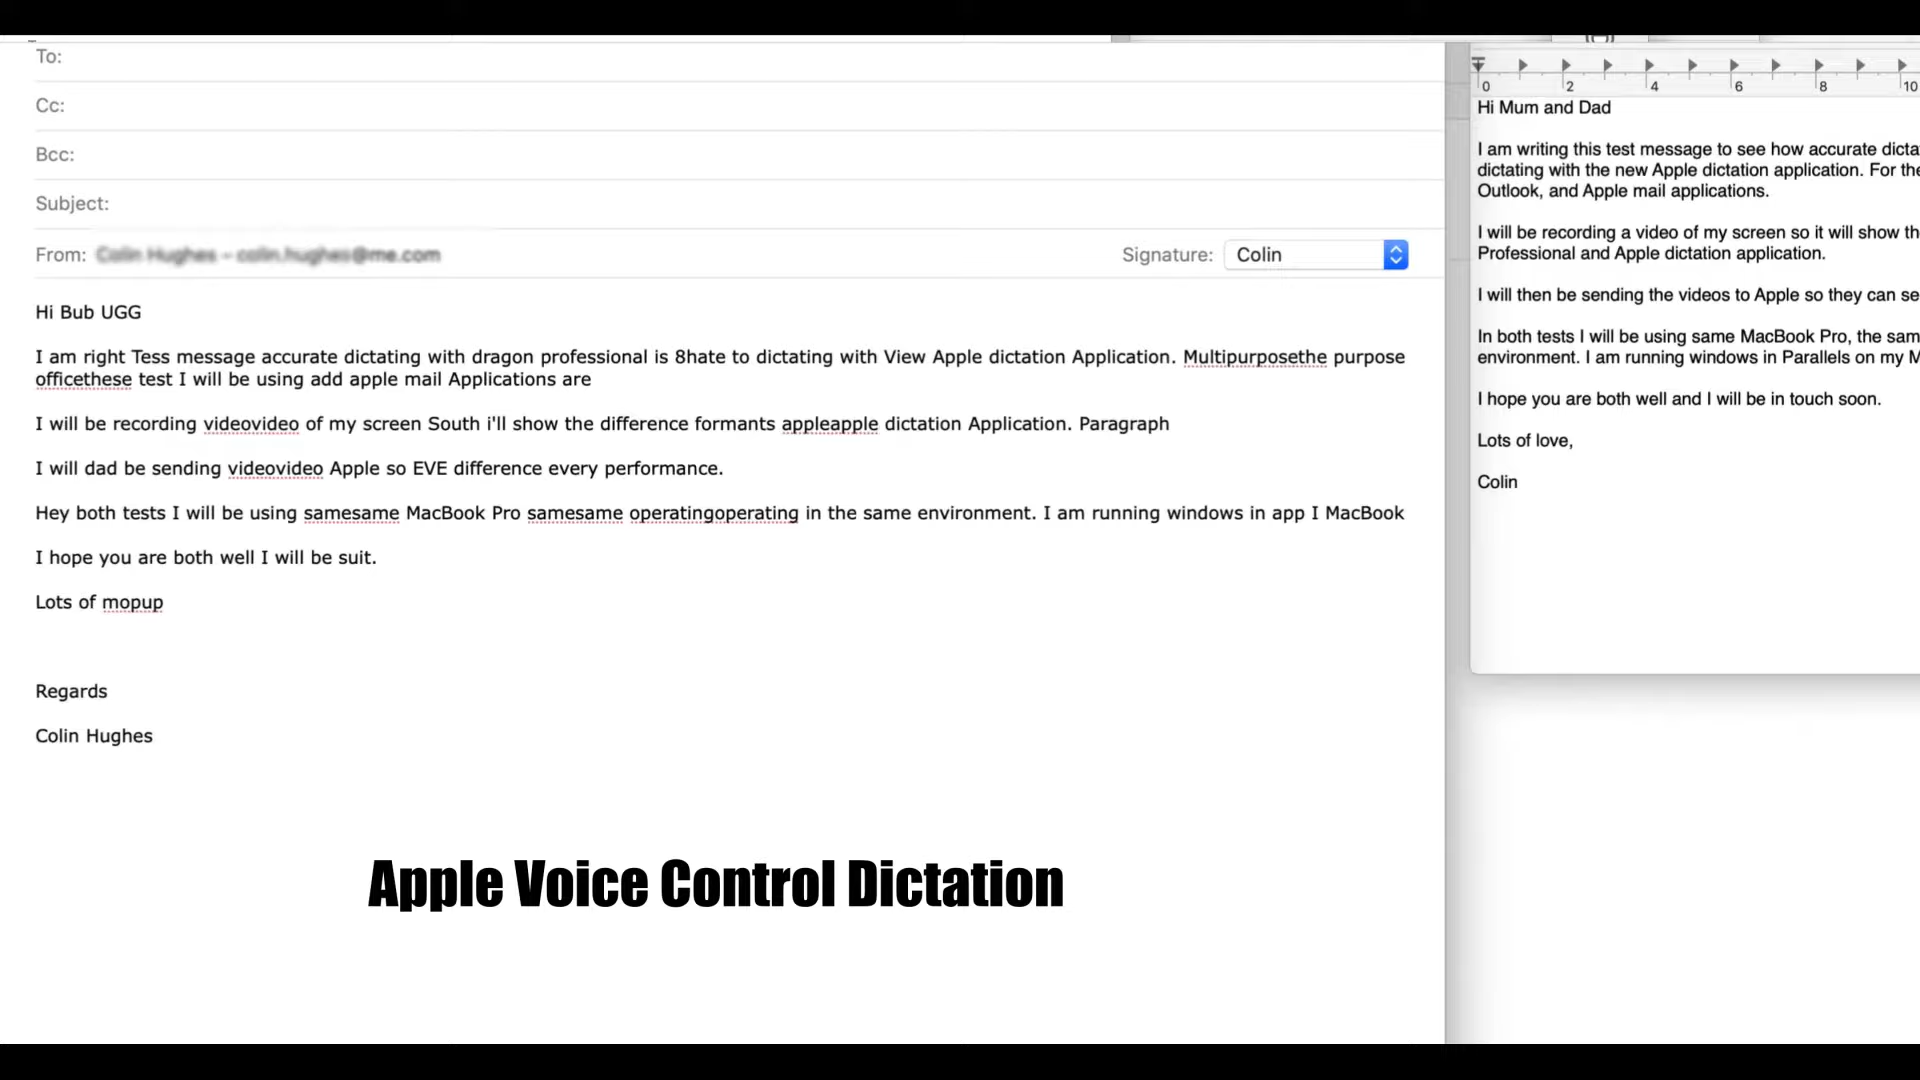 To:
Cc:
Bcc:
Subject:
From: Colin Hughes – colin.hughes@me.com
Signature: Colin
Hi Bub UGG
I am right Tess message accurate dictating with dragon professional is 8hate to dictating with View Apple dictation Application. Multipurposethe purpose
officethese test I will be using add apple mail Applications are
I will be recording videovideo of my screen South i'll show the difference formants appleapple dictation Application. Paragraph
I will dad be sending videovideo Apple so EVE difference every performance.
Hey both tests I will be using samesame MacBook Pro samesame operatingoperating in the same environment. I am running windows in app I MacBook
I hope you are both well I will be suit.
Lots of mopup
Regards
Colin Hughes
Apple Voice Control Dictation
0 2 4 6 8 10
Hi Mum and Dad
I am writing this test message to see how accurate dicta
dictating with the new Apple dictation application. For the
Outlook, and Apple mail applications.
I will be recording a video of my screen so it will show the
Professional and Apple dictation application.
I will then be sending the videos to Apple so they can se
In both tests I will be using same MacBook Pro, the sam
environment. I am running windows in Parallels on my M
I hope you are both well and I will be in touch soon.
Lots of love,
Colin